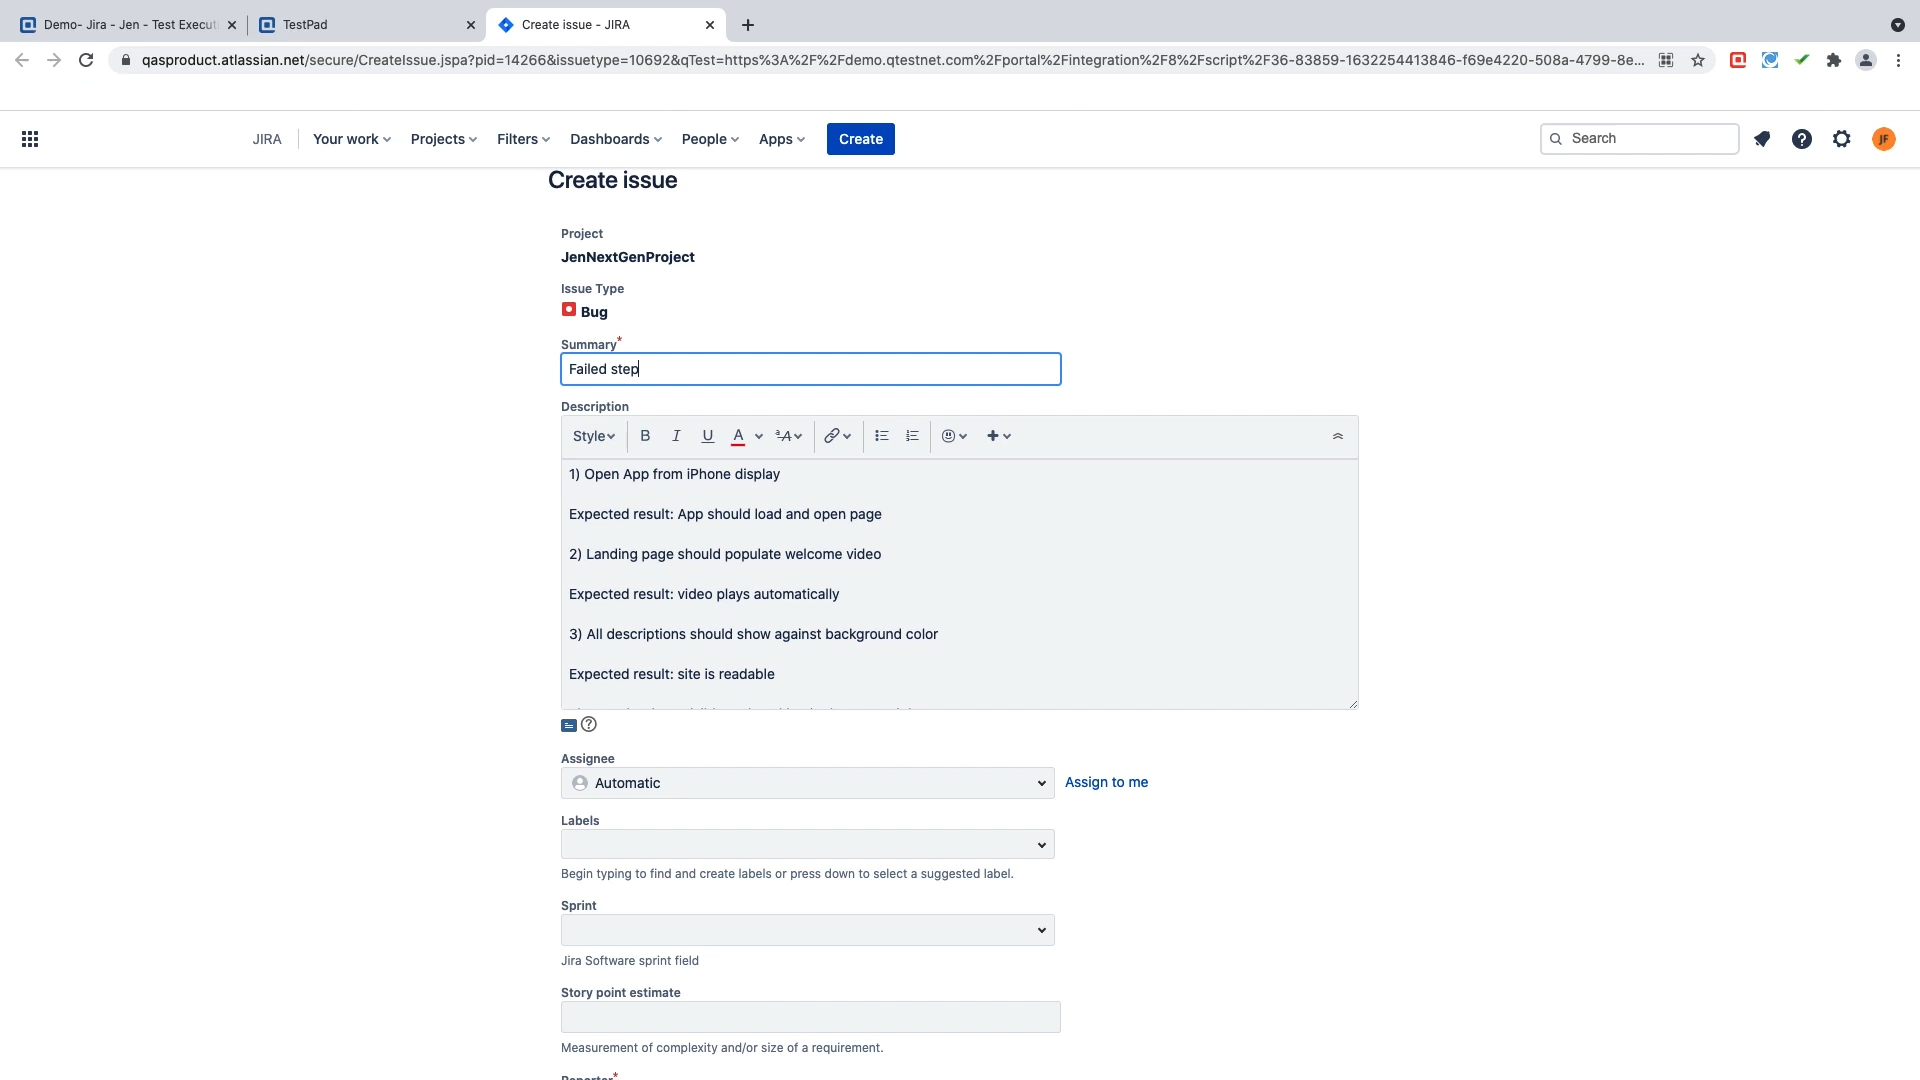 Demo- Jira - Jen - Test Execut
TestPad
Create issue - JIRA
qasproduct.atlassian.net/secure/CreateIssue.jspa?pid=14266&issuetype=10692&qTest=https%3A%2F%2Fdemo.qtestnet.com%2Fportal%2Fintegration%2F8%2Fscript%2F36-83859-1632254413846-f69e4220-508a-4799-8e...
JIRA
Your work
Projects
Filters
Dashboards
People
Apps
Create
Search
JF
Create issue
Project
JenNextGenProject
Issue Type
Bug
Summary*
Failed step
Description
Style
B I U A
1) Open App from iPhone display
Expected result: App should load and open page
2) Landing page should populate welcome video
Expected result: video plays automatically
3) All descriptions should show against background color
Expected result: site is readable
Assignee
Automatic
Assign to me
Labels
Begin typing to find and create labels or press down to select a suggested label.
Sprint
Jira Software sprint field
Story point estimate
Measurement of complexity and/or size of a requirement.
Reporter*